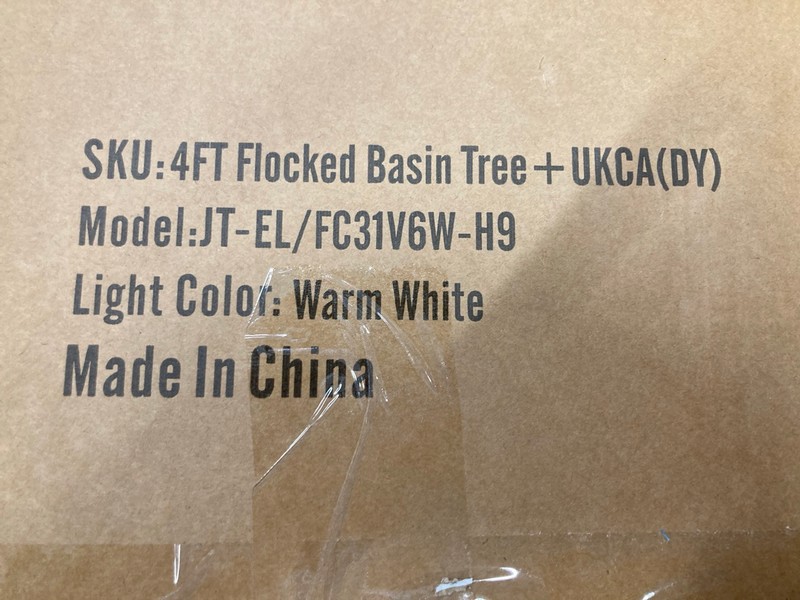 SKU:4FT Flocked Basin Tree+UKCA(DY)
Model:JT-EL/FC31V6W-H9
Light Color: Warm White
Made In China